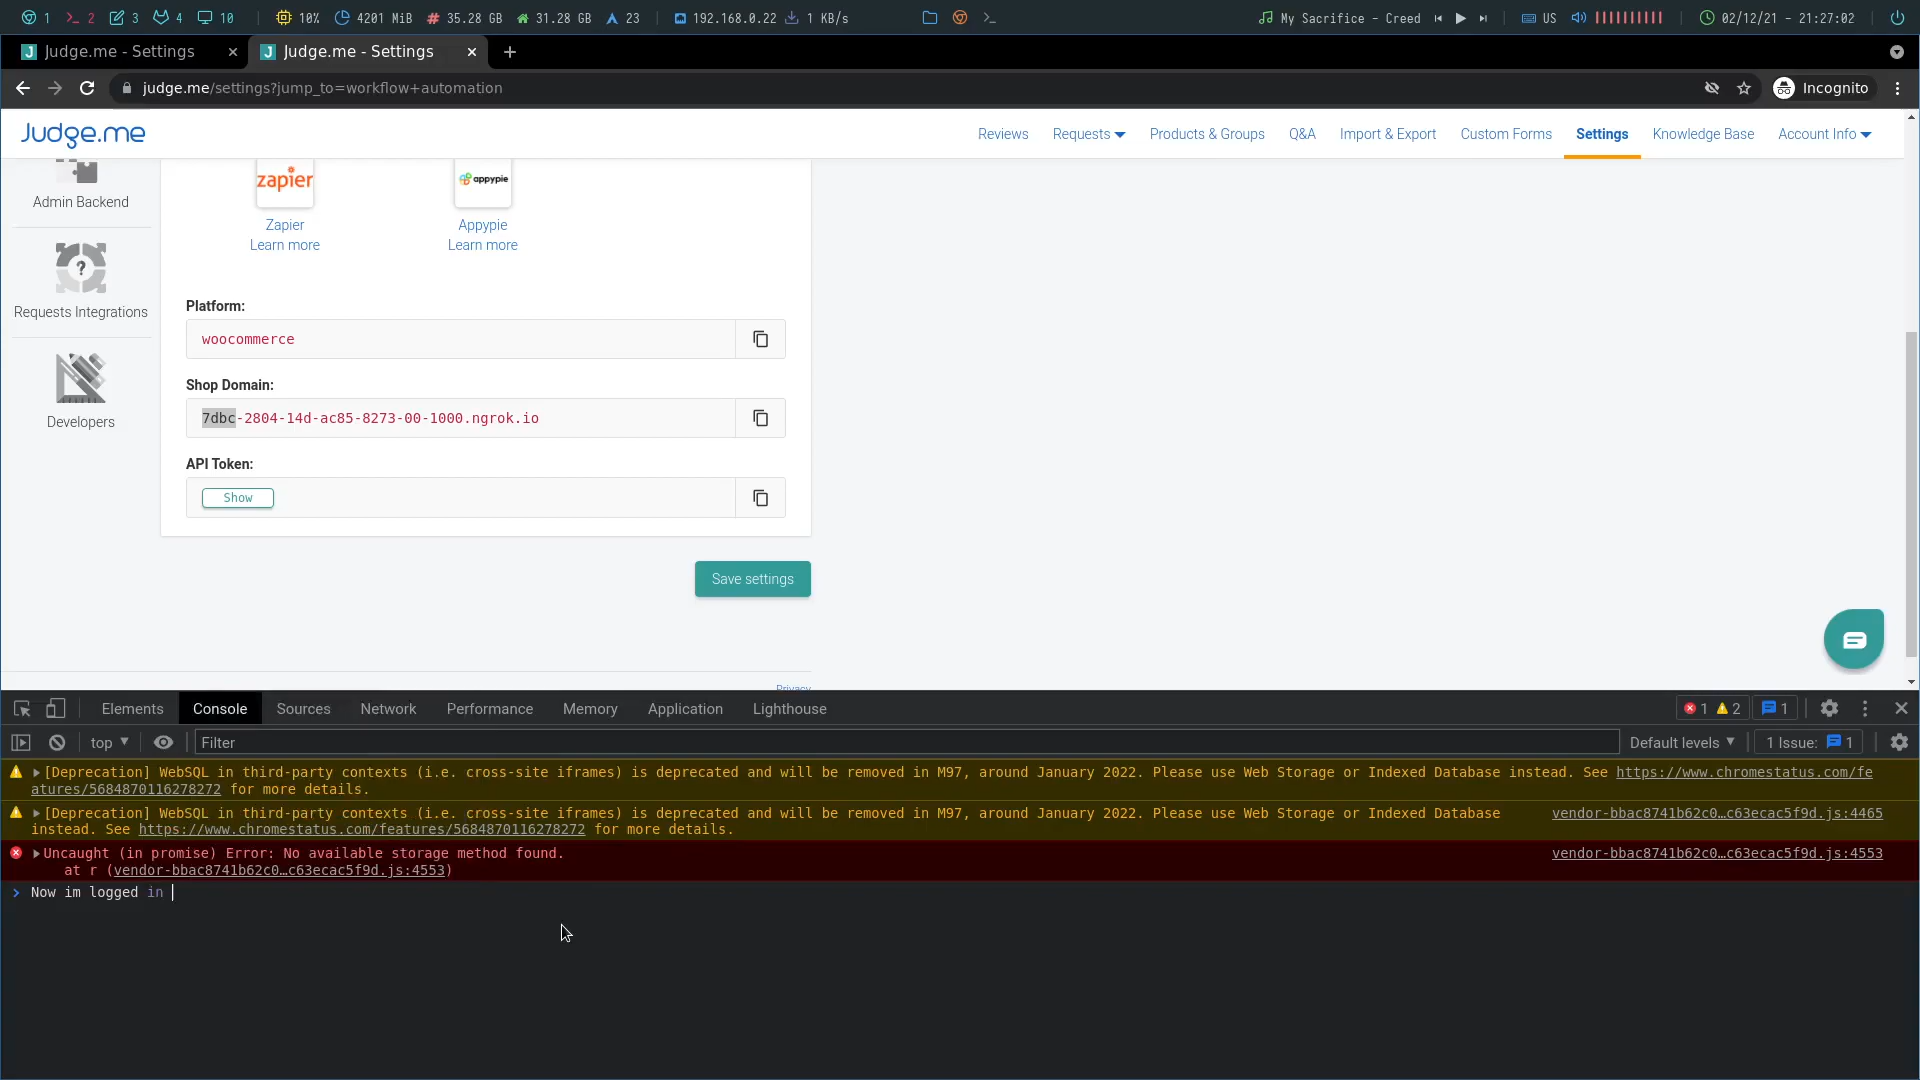 1 2 3 4 10 10% 4201 MiB 35.28 GB 31.28 GB 23 192.168.0.22 1 KB/s My Sacrifice - Creed US 02/12/21 - 21:27:02
Judge.me - Settings Judge.me - Settings
judge.me/settings?jump_to=workflow+automation Incognito
Judge.me Reviews Requests Products & Groups Q&A Import & Export Custom Forms Settings Knowledge Base Account Info
zapier appypie
Admin Backend
Zapier Appypie
Learn more Learn more
Requests Integrations
Platform:
woocommerce
Shop Domain:
7dbc-2804-14d-ac85-8273-00-1000.ngrok.io
Developers
API Token:
Show
Save settings
Privacy
Elements Console Sources Network Performance Memory Application Lighthouse 1 2 1
top Filter Default levels 1 Issue: 1
[Deprecation] WebSQL in third-party contexts (i.e. cross-site iframes) is deprecated and will be removed in M97, around January 2022. Please use Web Storage or Indexed Database instead. See https://www.chromestatus.com/fe
atures/5684870116278272 for more details.
[Deprecation] WebSQL in third-party contexts (i.e. cross-site iframes) is deprecated and will be removed in M97, around January 2022. Please use Web Storage or Indexed Database vendor-bbac8741b62c0…c63ecac5f9d.js:4465
instead. See https://www.chromestatus.com/features/5684870116278272 for more details.
Uncaught (in promise) Error: No available storage method found. vendor-bbac8741b62c0…c63ecac5f9d.js:4553
at r (vendor-bbac8741b62c0…c63ecac5f9d.js:4553)
Now im logged in